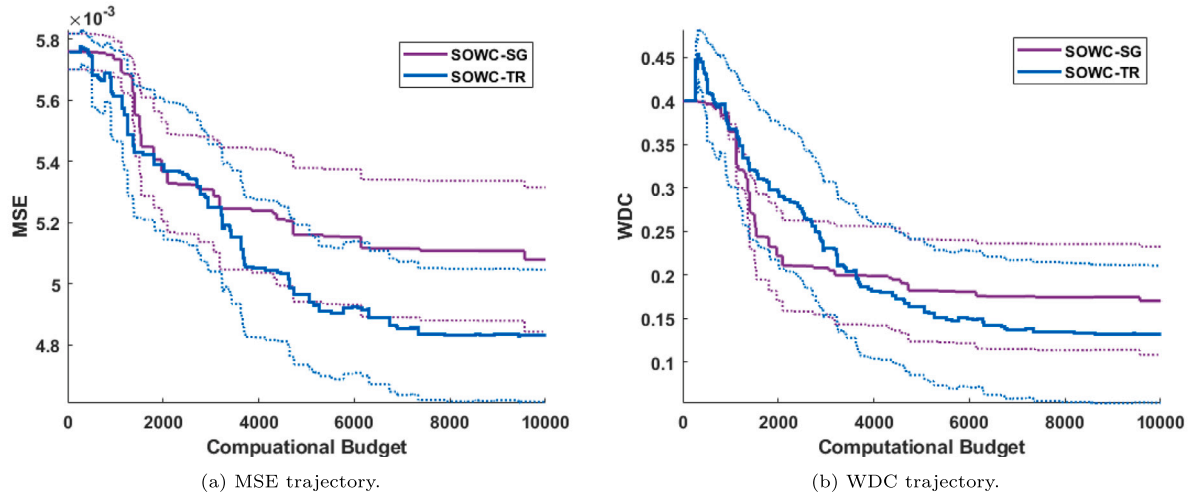 ×10⁻³
5.8
5.6
5.4
5.2
5
4.8
MSE
SOWC-SG
SOWC-TR
0 2000 4000 6000 8000 10000
Compuational Budget
(a) MSE trajectory.
0.45
0.4
0.35
0.3
0.25
0.2
0.15
0.1
WDC
SOWC-SG
SOWC-TR
0 2000 4000 6000 8000 10000
Computational Budget
(b) WDC trajectory.